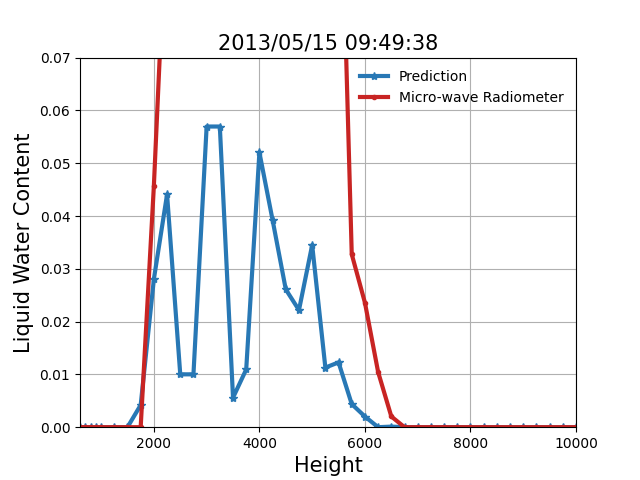 2013/05/15 09:49:38
0.07
0.06
0.05
0.04
0.03
0.02
0.01
0.00
Liquid Water Content
Prediction
Micro-wave Radiometer
2000 4000 6000 8000 10000
Height